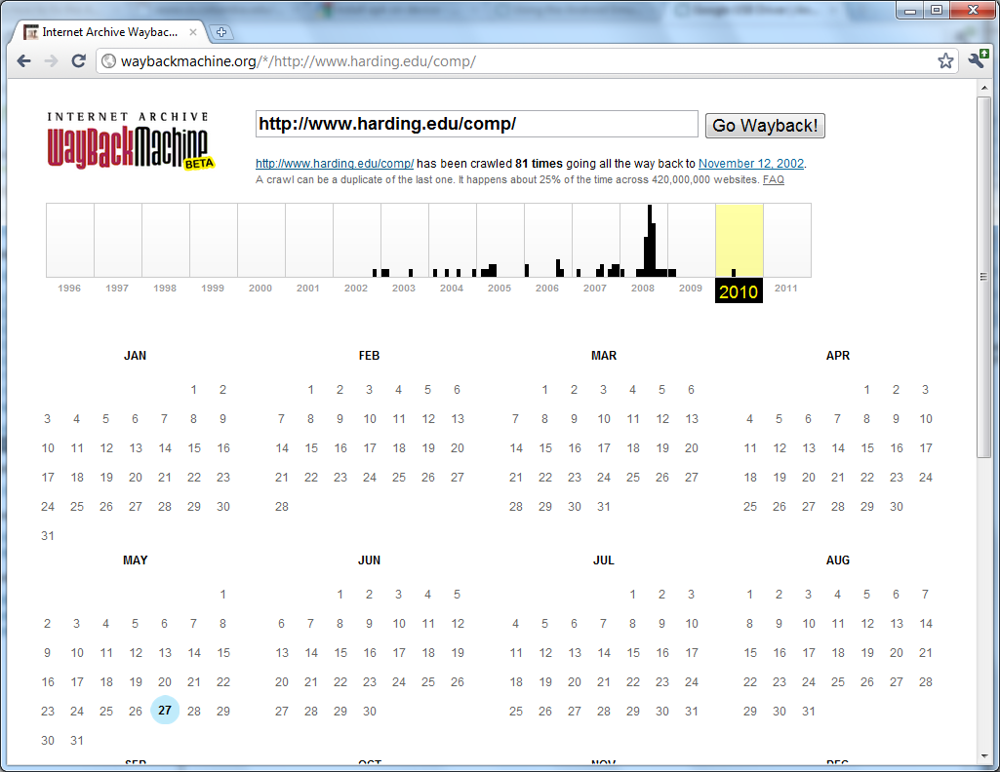 Internet Archive Waybac...
waybackmachine.org/*/http://www.harding.edu/comp/
INTERNET ARCHIVE
WayBackMachine
BETA
http://www.harding.edu/comp/
Go Wayback!
http://www.harding.edu/comp/ has been crawled 81 times going all the way back to November 12, 2002.
A crawl can be a duplicate of the last one. It happens about 25% of the time across 420,000,000 websites. FAQ
1996 1997 1998 1999 2000 2001 2002 2003 2004 2005 2006 2007 2008 2009 2010 2011
JAN
1 2
3 4 5 6 7 8 9
10 11 12 13 14 15 16
17 18 19 20 21 22 23
24 25 26 27 28 29 30
31
FEB
1 2 3 4 5 6
7 8 9 10 11 12 13
14 15 16 17 18 19 20
21 22 23 24 25 26 27
28
MAR
1 2 3 4 5 6
7 8 9 10 11 12 13
14 15 16 17 18 19 20
21 22 23 24 25 26 27
28 29 30 31
APR
1 2 3
4 5 6 7 8 9 10
11 12 13 14 15 16 17
18 19 20 21 22 23 24
25 26 27 28 29 30
MAY
1
2 3 4 5 6 7 8
9 10 11 12 13 14 15
16 17 18 19 20 21 22
23 24 25 26 27 28 29
30 31
JUN
1 2 3 4 5
6 7 8 9 10 11 12
13 14 15 16 17 18 19
20 21 22 23 24 25 26
27 28 29 30
JUL
1 2 3
4 5 6 7 8 9 10
11 12 13 14 15 16 17
18 19 20 21 22 23 24
25 26 27 28 29 30 31
AUG
1 2 3 4 5 6 7
8 9 10 11 12 13 14
15 16 17 18 19 20 21
22 23 24 25 26 27 28
29 30 31
SEP OCT NOV DEC